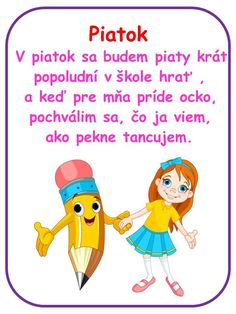 Piatok
V piatok sa budem piaty krát
popoludní v škole hrať ,
a keď pre mňa príde ocko,
pochválim sa, čo ja viem,
ako pekne tancujem.